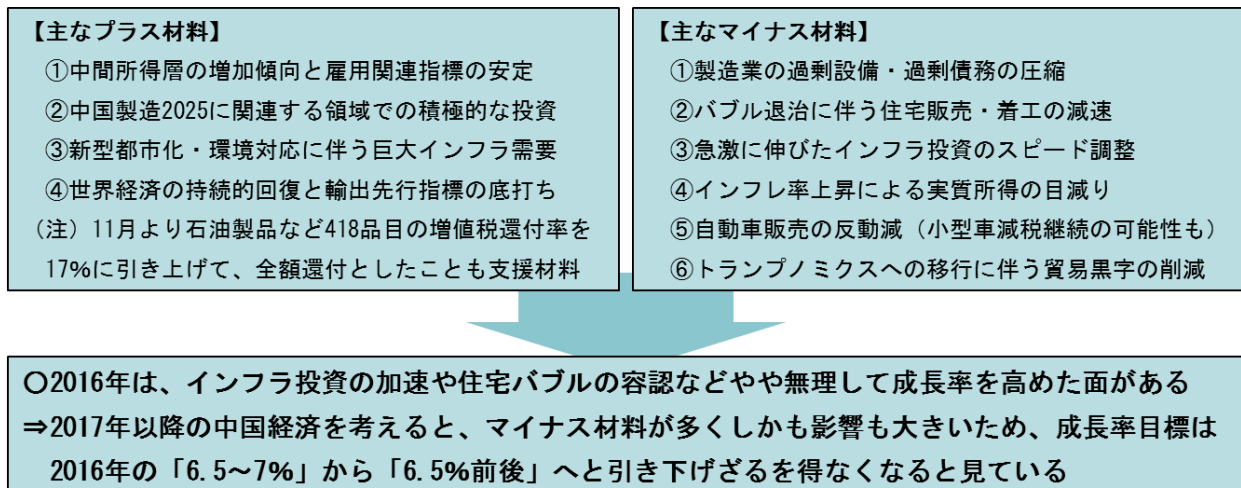 【主なプラス材料】
①中間所得層の増加傾向と雇用関連指標の安定
②中国製造2025に関連する領域での積極的な投資
③新型都市化・環境対応に伴う巨大インフラ需要
④世界経済の持続的回復と輸出先行指標の底打ち
（注）11月より石油製品など418品目の増値税還付率を
17%に引き上げて、全額還付としたことも支援材料
【主なマイナス材料】
①製造業の過剰設備・過剰債務の圧縮
②バブル退治に伴う住宅販売・着工の減速
③急激に伸びたインフラ投資のスピード調整
④インフレ率上昇による実質所得の目減り
⑤自動車販売の反動減（小型車減税継続の可能性も）
⑥トランプノミクスへの移行に伴う貿易黒字の削減
〇2016年は、インフラ投資の加速や住宅バブルの容認などやや無理して成長率を高めた面がある
⇒2017年以降の中国経済を考えると、マイナス材料が多くしかも影響も大きいため、成長率目標は
2016年の「6.5～7%」から「6.5%前後」へと引き下げざるを得なくなると見ている